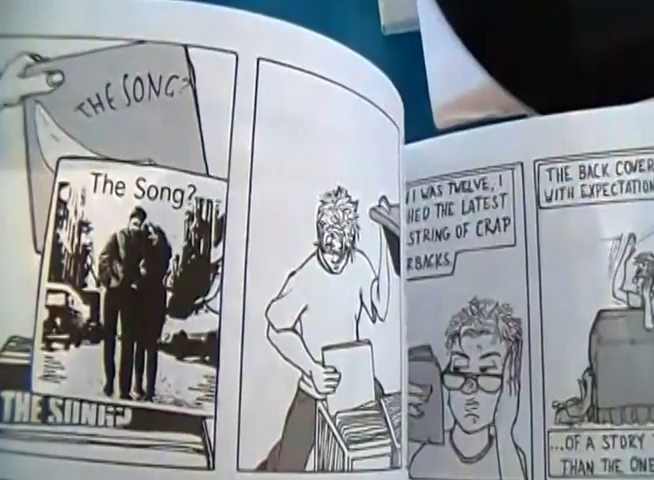 THE SONG?
The Song?
THE SONG?
I WAS TWELVE, I
HED THE LATEST
STRING OF CRAP
RBACKS.
THE BACK COVER
WITH EXPECTATION
...OF A STORY
THAN THE ONE